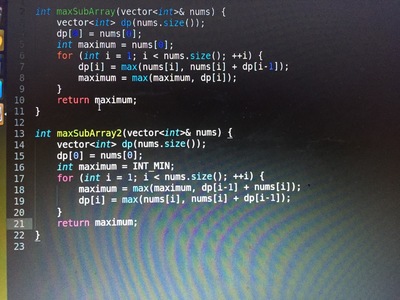 2 int maxSubArray(vector<int>& nums) {
3     vector<int> dp(nums.size());
4     dp[0] = nums[0];
5     int maximum = nums[0];
6     for (int i = 1; i < nums.size(); ++i) {
7         dp[i] = max(nums[i], nums[i] + dp[i-1]);
8         maximum = max(maximum, dp[i]);
9     }
10     return maximum;
11 }
12
13 int maxSubArray2(vector<int>& nums) {
14     vector<int> dp(nums.size());
15     dp[0] = nums[0];
16     int maximum = INT_MIN;
17     for (int i = 1; i < nums.size(); ++i) {
18         maximum = max(maximum, dp[i-1] + nums[i]);
19         dp[i] = max(nums[i], nums[i] + dp[i-1]);
20     }
21     return maximum;
22 }
23